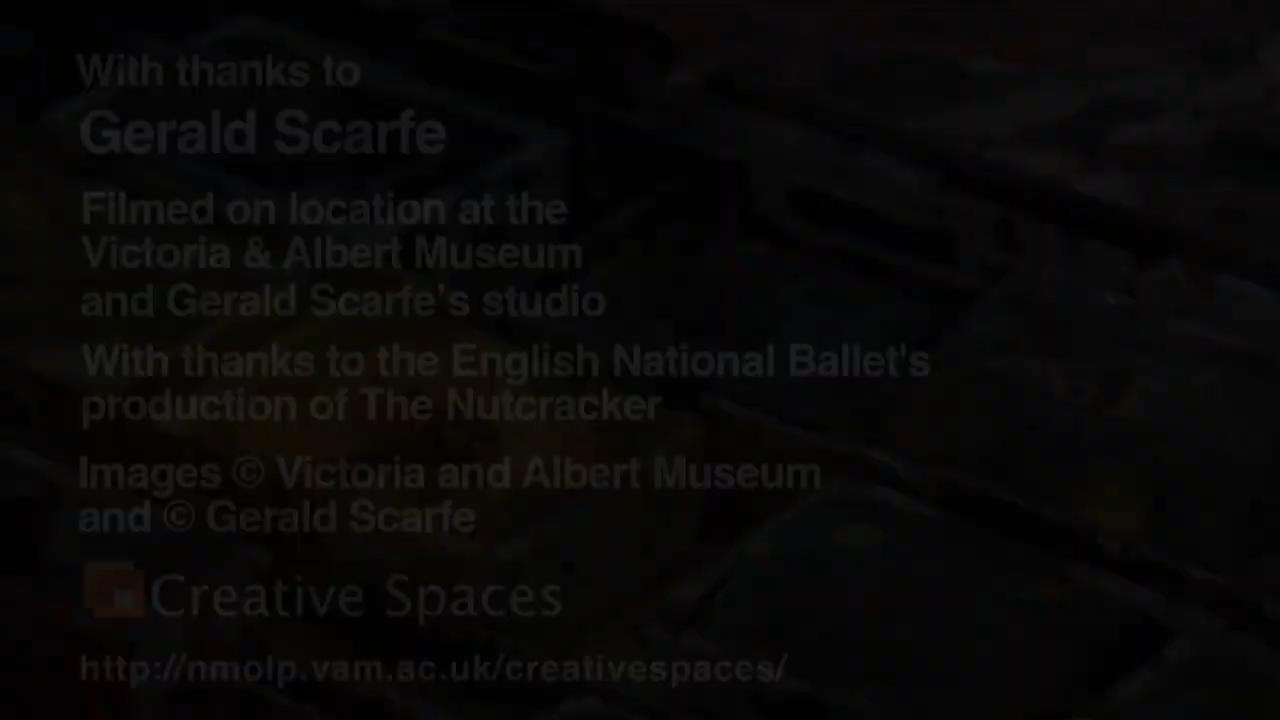 With thanks to
Gerald Scarfe
Filmed on location at the
Victoria & Albert Museum
and Gerald Scarfe's studio
With thanks to the English National Ballet's
production of The Nutcracker
Images © Victoria and Albert Museum
and © Gerald Scarfe
Creative Spaces
http://nmolp.vam.ac.uk/creativespaces/